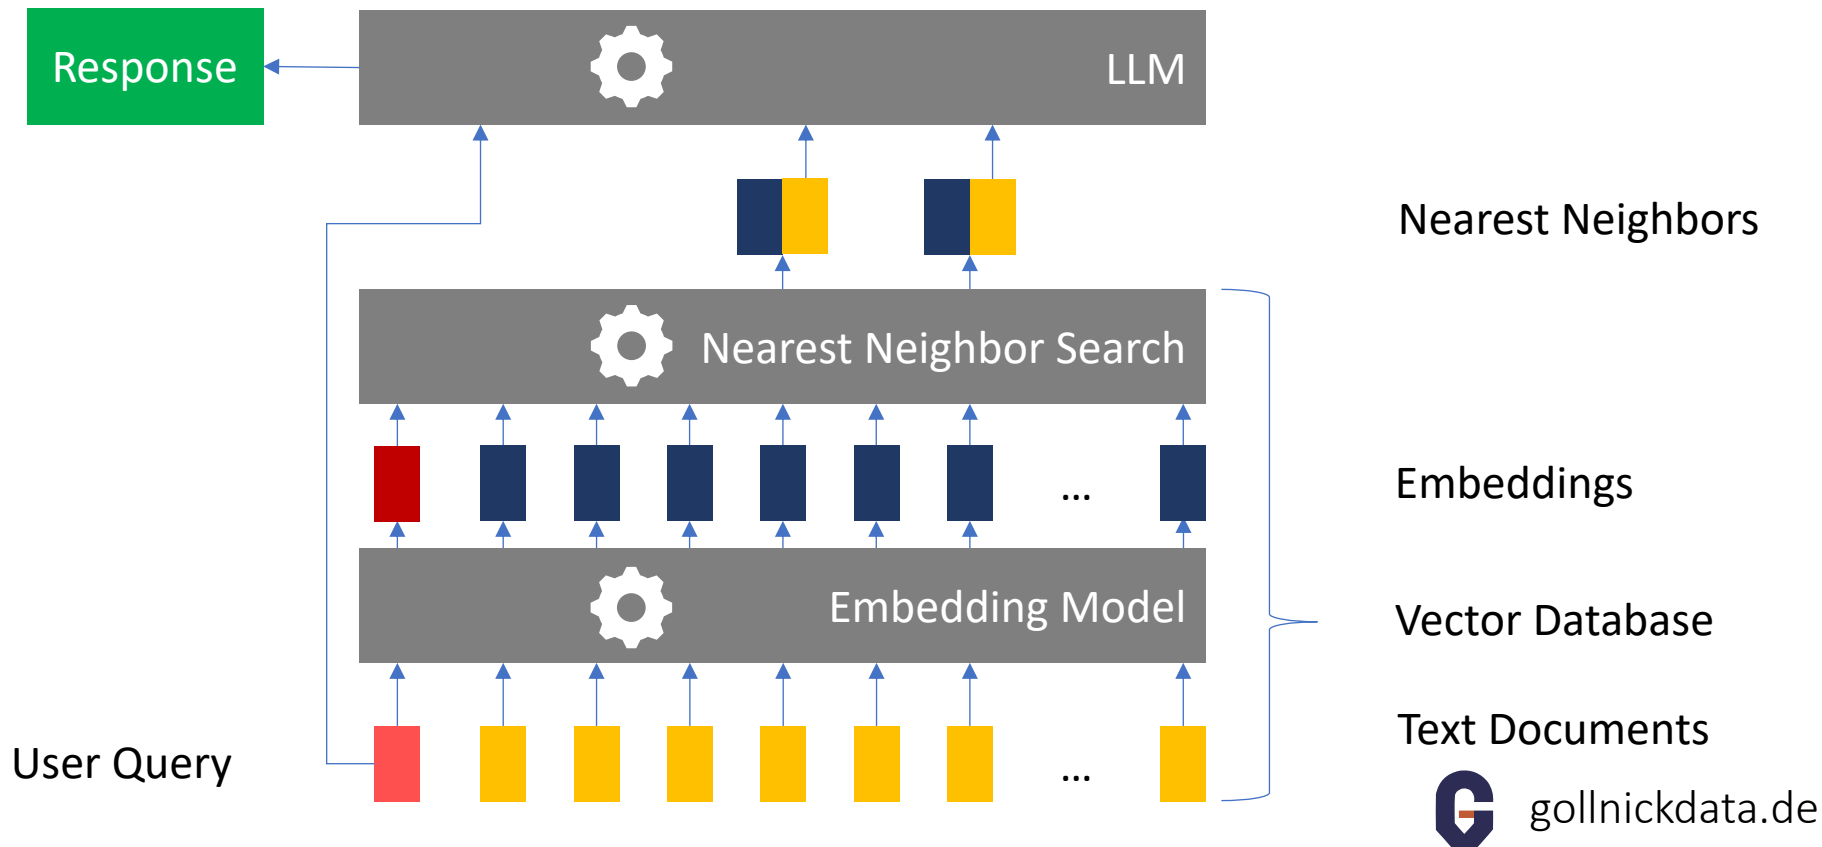 Response
LLM
Nearest Neighbors
Nearest Neighbor Search
...
Embeddings
Embedding Model
Vector Database
Text Documents
User Query
...
gollnickdata.de